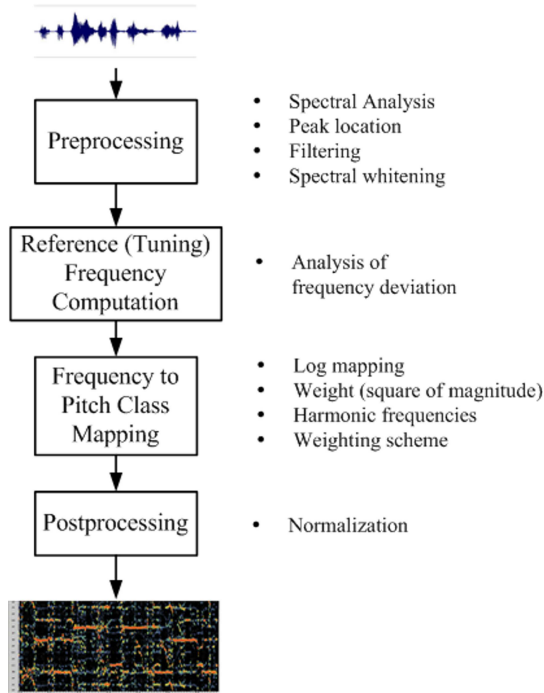 Preprocessing
• Spectral Analysis
• Peak location
• Filtering
• Spectral whitening
Reference (Tuning)
Frequency
Computation
• Analysis of
frequency deviation
Frequency to
Pitch Class
Mapping
• Log mapping
• Weight (square of magnitude)
• Harmonic frequencies
• Weighting scheme
Postprocessing
• Normalization